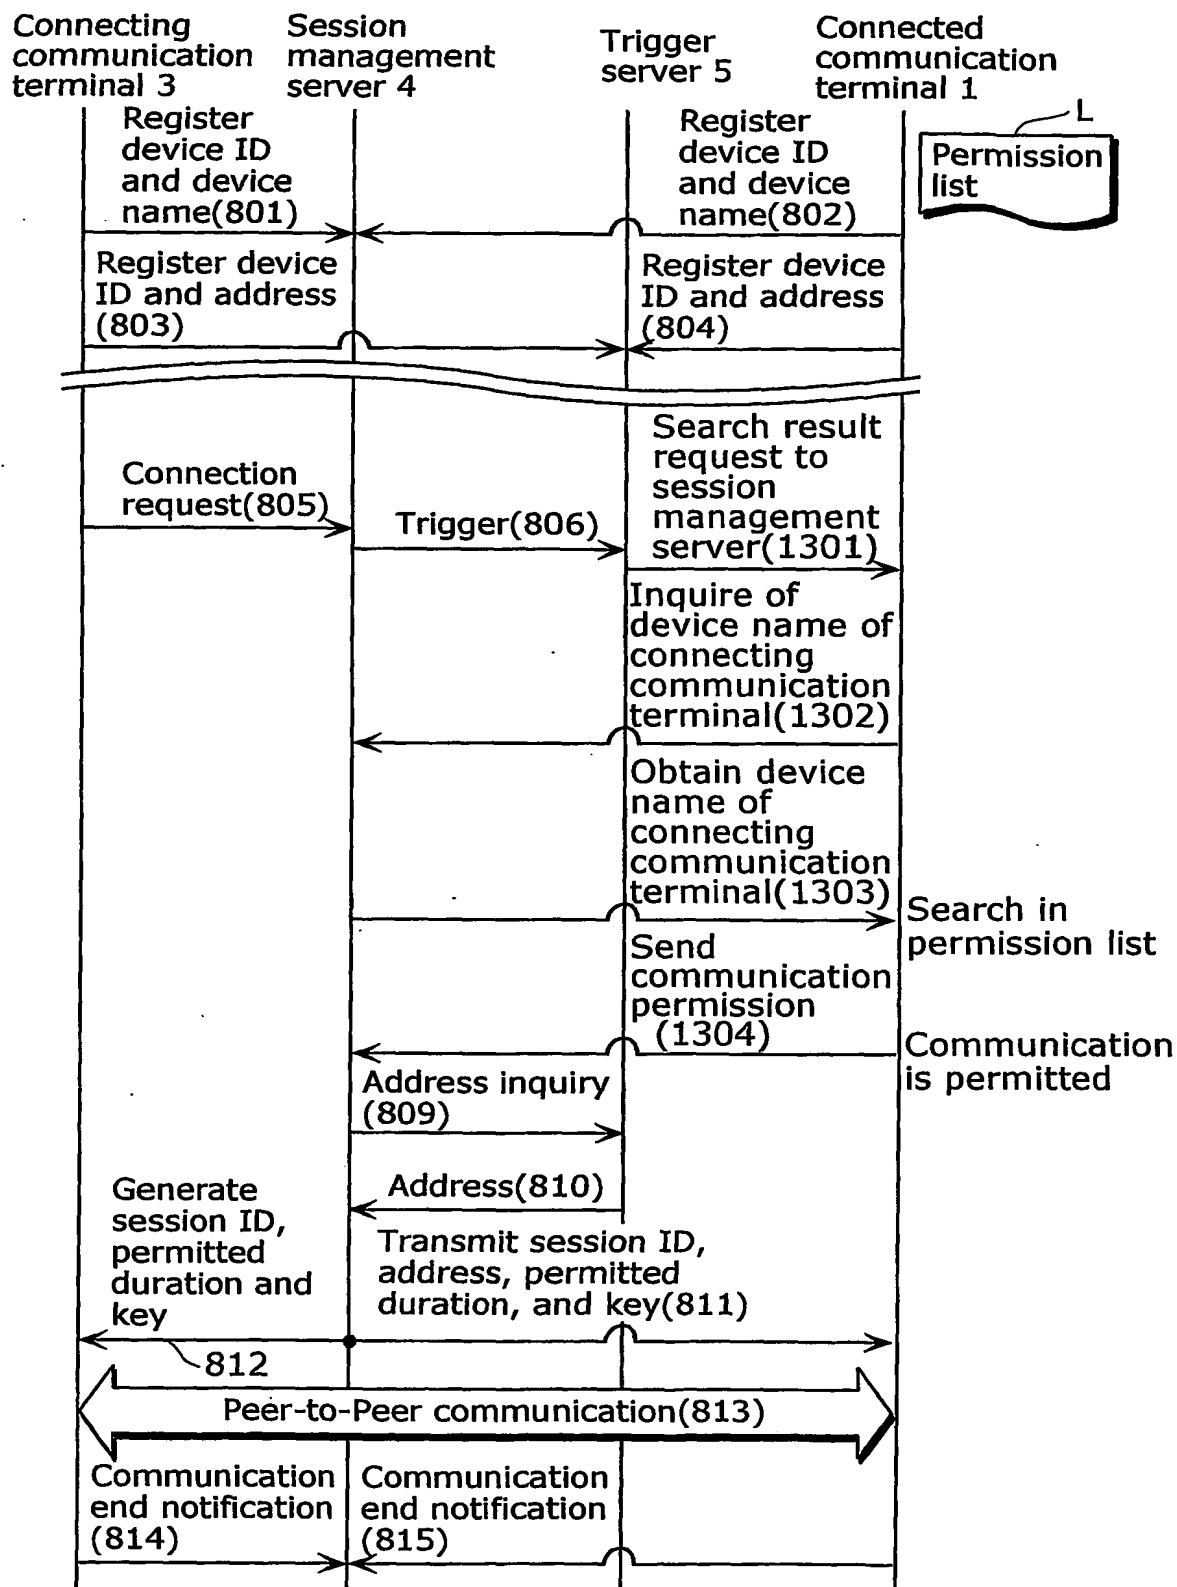 Connecting
communication
terminal 3
Session
management
server 4
Trigger
server 5
Connected
communication
terminal 1
L
Permission
list
Register
device ID
and device
name(801)
Register
device ID
and device
name(802)
Register device
ID and address
(803)
Register device
ID and address
(804)
Connection
request(805)
Trigger(806)
Search result
request to
session
management
server(1301)
Inquire of
device name of
connecting
communication
terminal(1302)
Obtain device
name of
connecting
communication
terminal(1303)
Search in
permission list
Send
communication
permission
(1304)
Communication
is permitted
Address inquiry
(809)
Address(810)
Generate
session ID,
permitted
duration and
key
Transmit session ID,
address, permitted
duration, and key(811)
812
Peer-to-Peer communication(813)
Communication
end notification
(814)
Communication
end notification
(815)